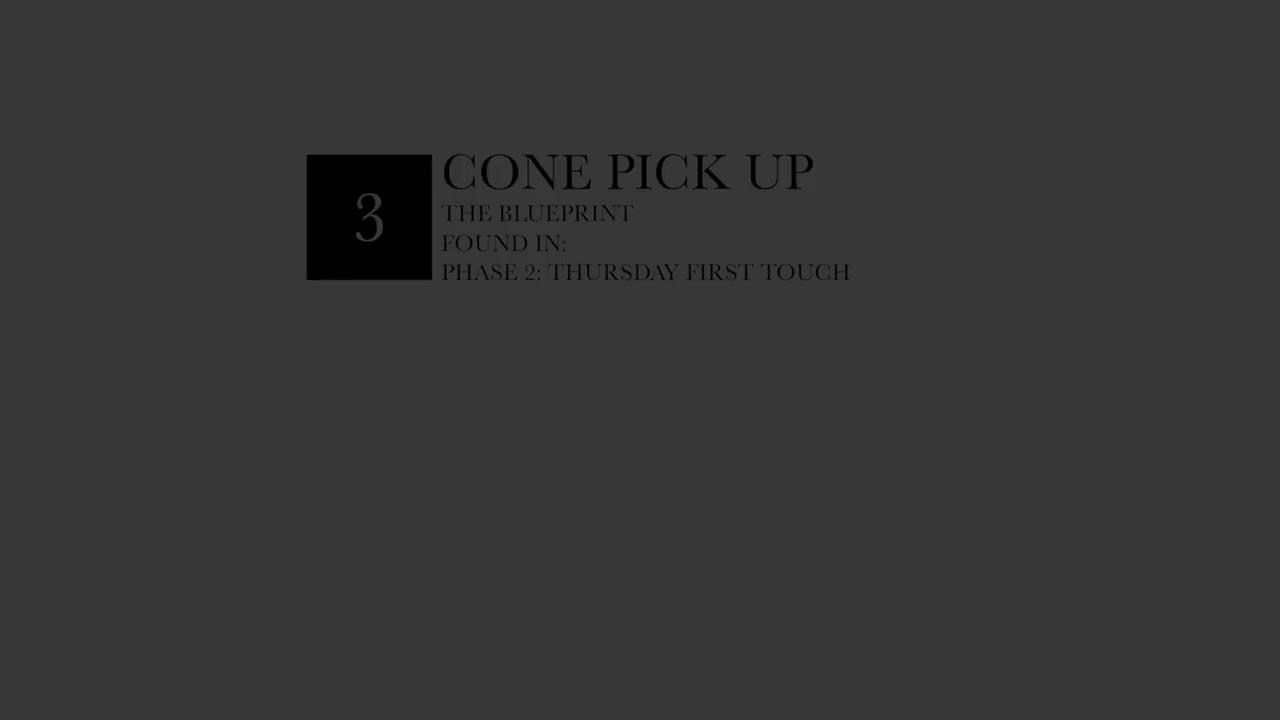 3
CONE PICK UP
THE BLUEPRINT
FOUND IN:
PHASE 2: THURSDAY FIRST TOUCH